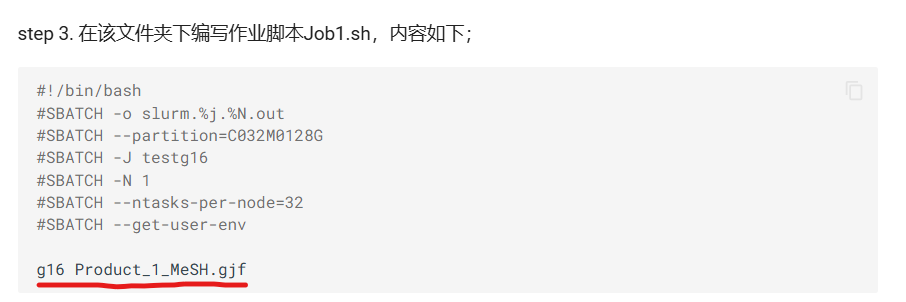 step 3. 在该文件夹下编写作业脚本Job1.sh，内容如下；
#!/bin/bash
#SBATCH -o slurm.%j.%N.out
#SBATCH --partition=C032M0128G
#SBATCH -J testg16
#SBATCH -N 1
#SBATCH --ntasks-per-node=32
#SBATCH --get-user-env
g16 Product_1_MeSH.gjf